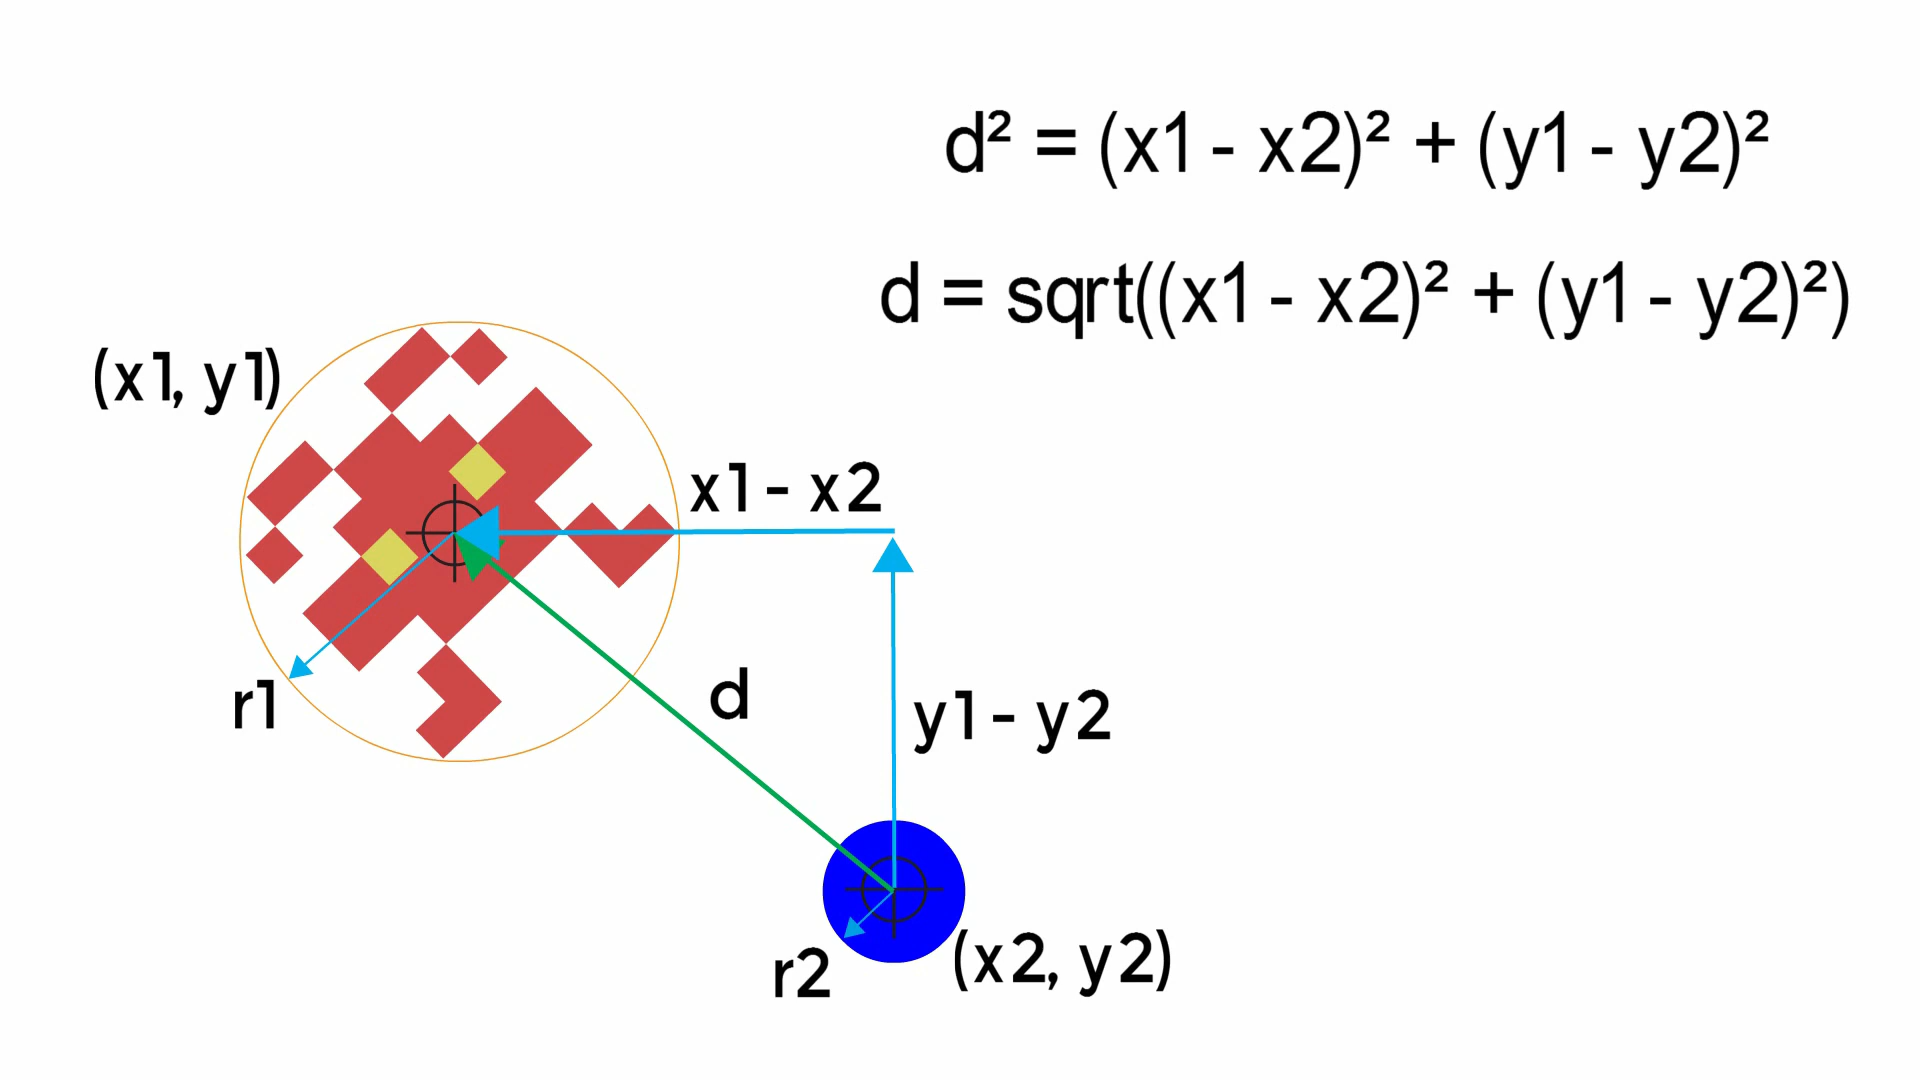 d² = (x1 - x2)² + (y1 - y2)²
d = sqrt((x1 - x2)² + (y1 - y2)²)
(x1, y1)
x1 - x2
r1
d
y1 - y2
r2
(x2, y2)